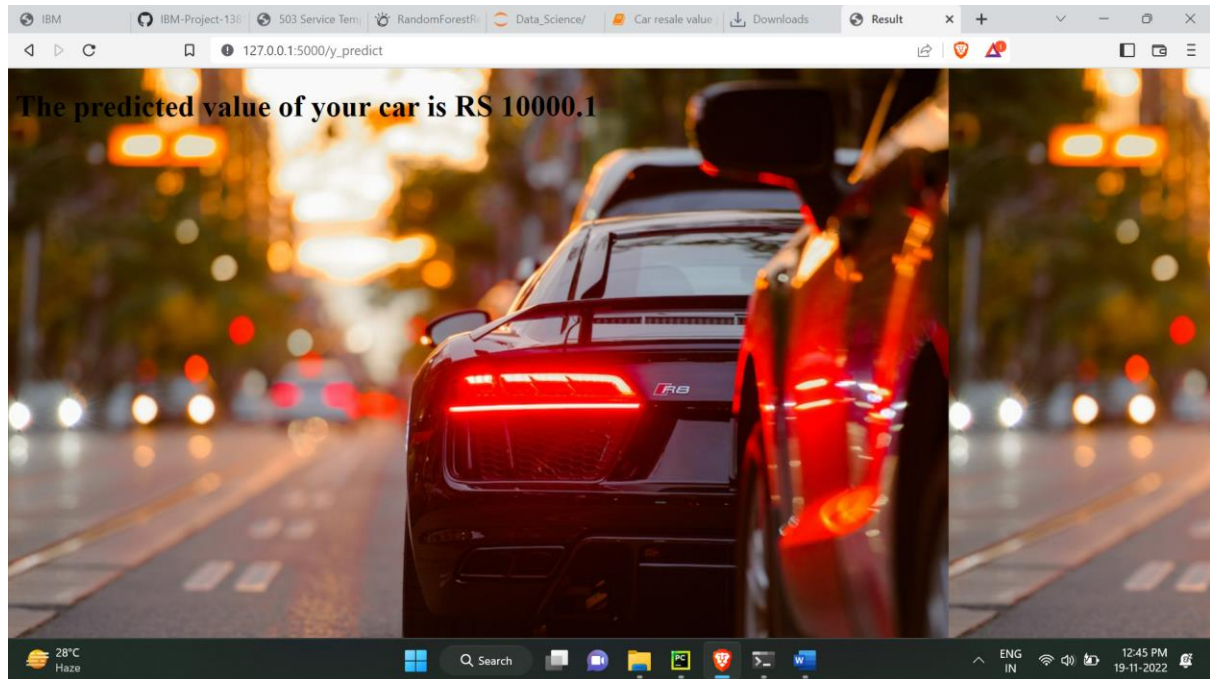 IBM
IBM-Project-138
503 Service Tem
RandomForestR
Data_Science/
Car resale value
Downloads
Result
127.0.0.1:5000/y_predict
The predicted value of your car is RS 10000.1
R8
28°C
Haze
Search
PC
ENG
IN
12:45 PM
19-11-2022